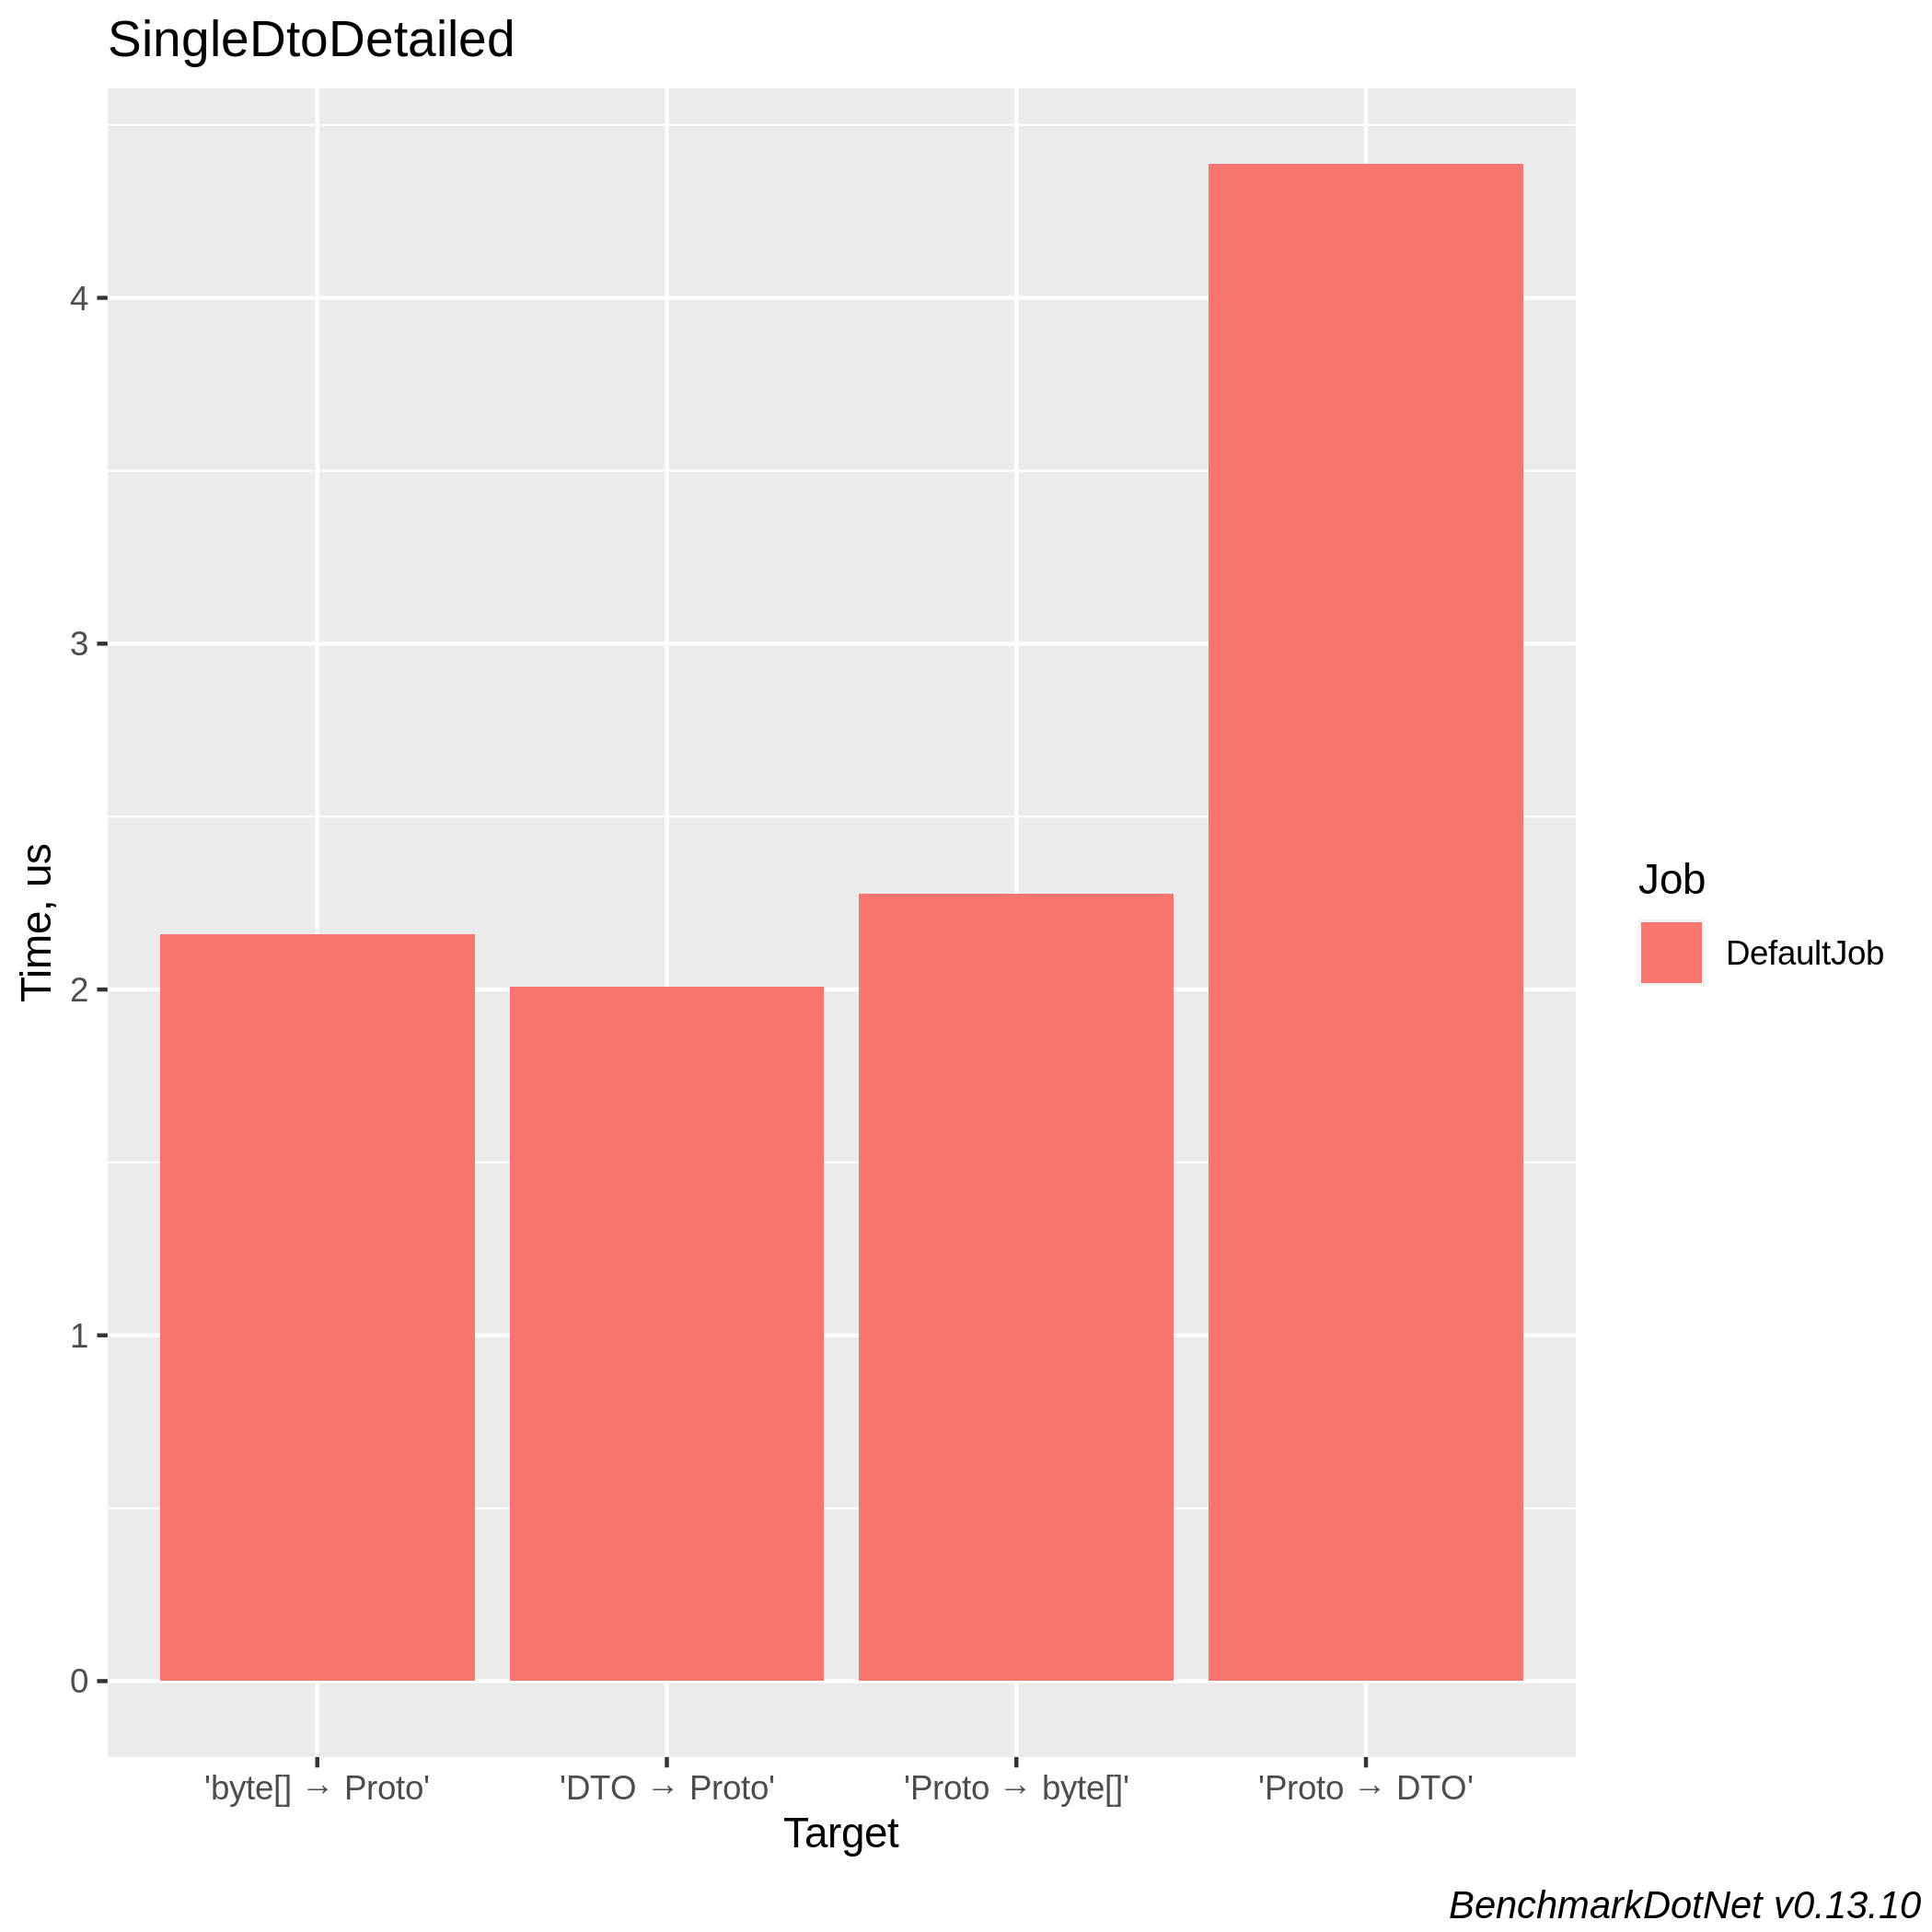 SingleDtoDetailed
Time, us
4
3
2
1
0
'byte[] → Proto'
'DTO → Proto'
'Proto → byte[]'
'Proto → DTO'
Target
Job
DefaultJob
BenchmarkDotNet v0.13.10